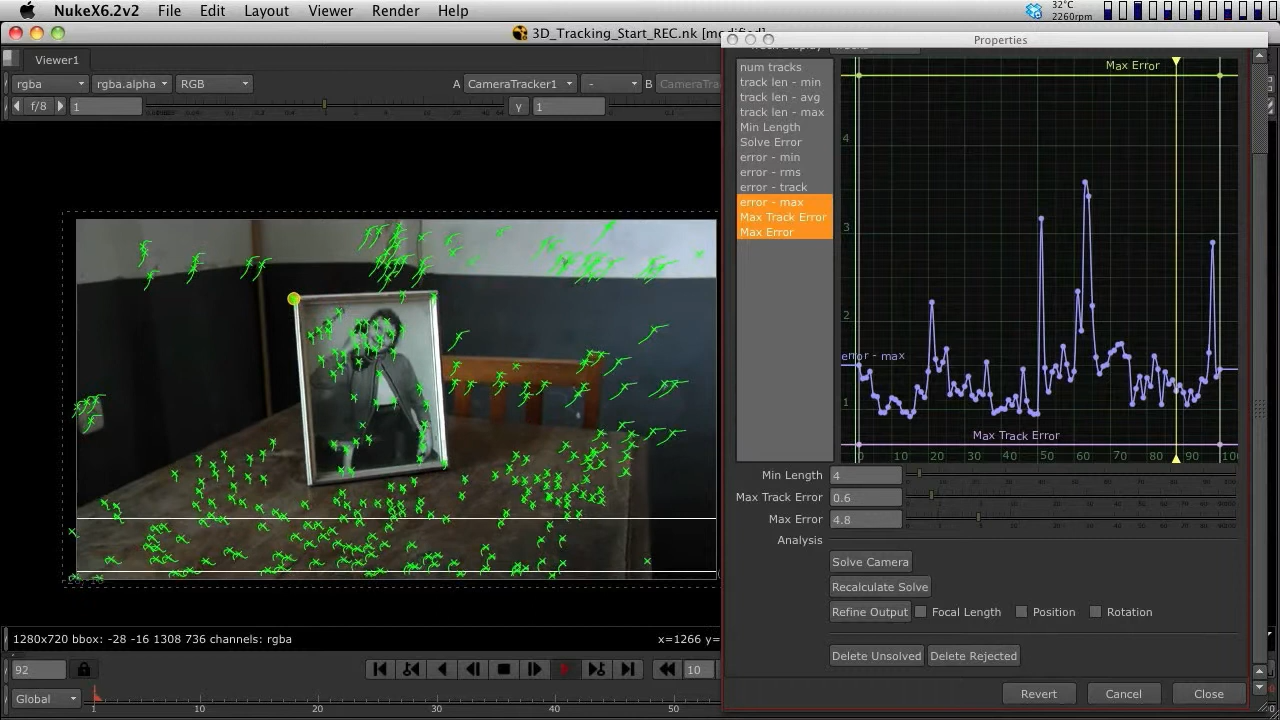 NukeX6.2v2 File Edit Layout Viewer Render Help
32°C
2260rpm
3D_Tracking_Start_REC.nk [modified]
Properties
Viewer1
rgba rgba.alpha RGB A CameraTracker1 - B CameraTra
f/8 1 γ 1
num tracks
track len - min
track len - avg
track len - max
Min Length
Solve Error
error - min
error - rms
error - track
error - max
Max Track Error
Max Error
Max Error
4
3
2
error - max
1
Max Track Error
0 10 20 30 40 50 60 70 80 90 100
Min Length 4
Max Track Error 0.6
Max Error 4.8
Analysis
Solve Camera
Recalculate Solve
Refine Output Focal Length Position Rotation
Delete Unsolved Delete Rejected
Revert Cancel Close
1280x720 bbox: -28 -16 1308 736 channels: rgba x=1266 y=
92 10
Global 1 10 20 30 40 50